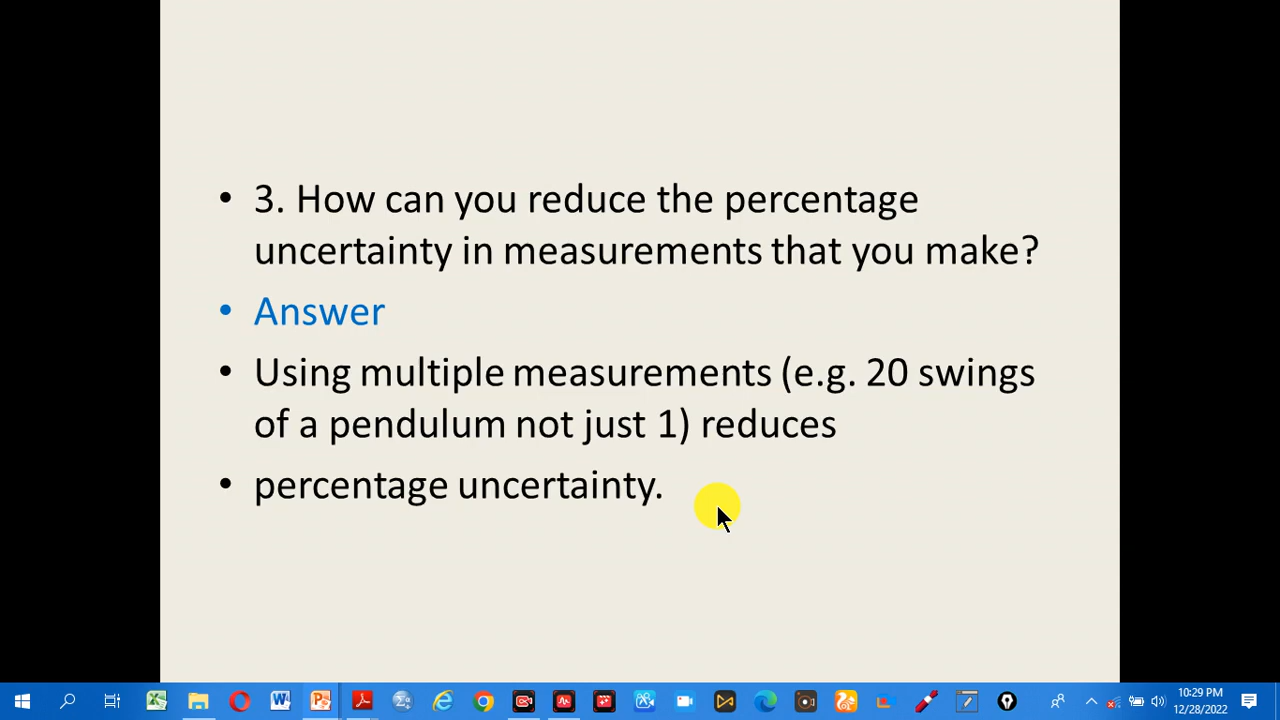 • 3. How can you reduce the percentage
uncertainty in measurements that you make?
• Answer
• Using multiple measurements (e.g. 20 swings
of a pendulum not just 1) reduces
• percentage uncertainty.
10:29 PM
12/28/2022